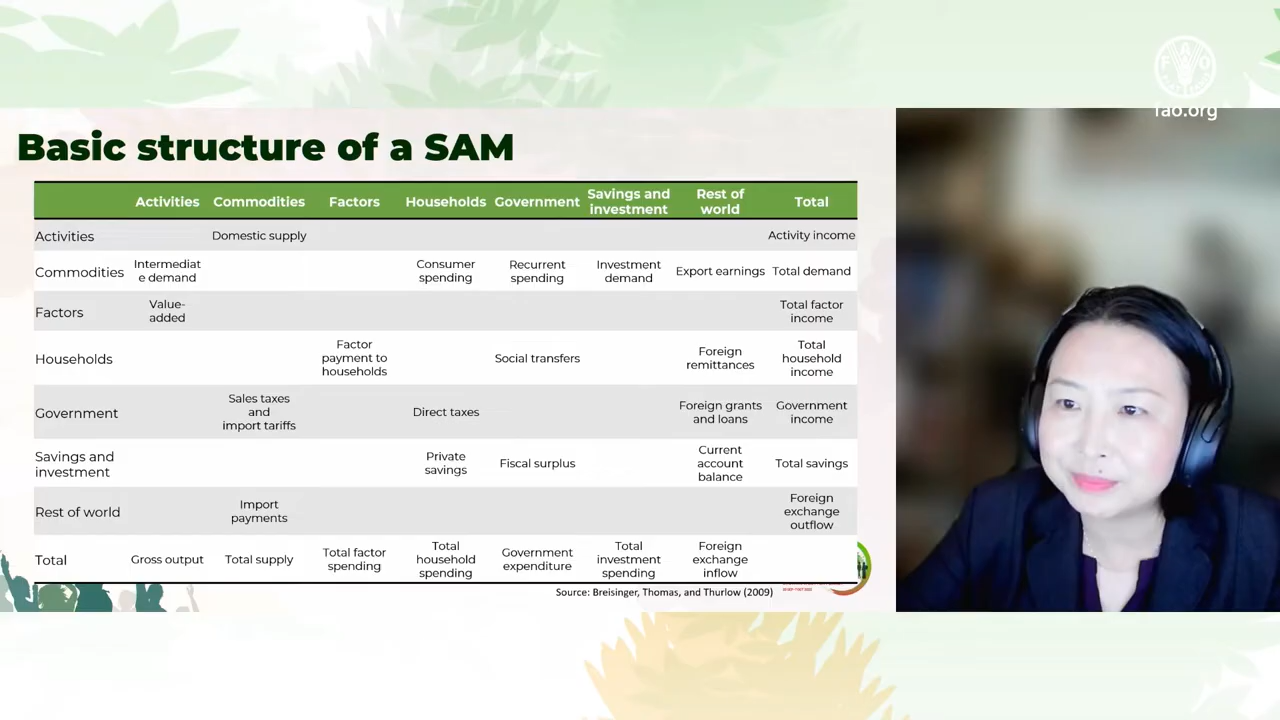 FAO
fao.org
Basic structure of a SAM
Activities Commodities Factors Households Government Savings and investment Rest of world Total
Activities Domestic supply Activity income
Commodities Intermediat e demand Consumer spending Recurrent spending Investment demand Export earnings Total demand
Factors Value-added Total factor income
Households Factor payment to households Social transfers Foreign remittances Total household income
Government Sales taxes and import tariffs Direct taxes Foreign grants and loans Government income
Savings and investment Private savings Fiscal surplus Current account balance Total savings
Rest of world Import payments Foreign exchange outflow
Total Gross output Total supply Total factor spending Total household spending Government expenditure Total investment spending Foreign exchange inflow
Source: Breisinger, Thomas, and Thurlow (2009)